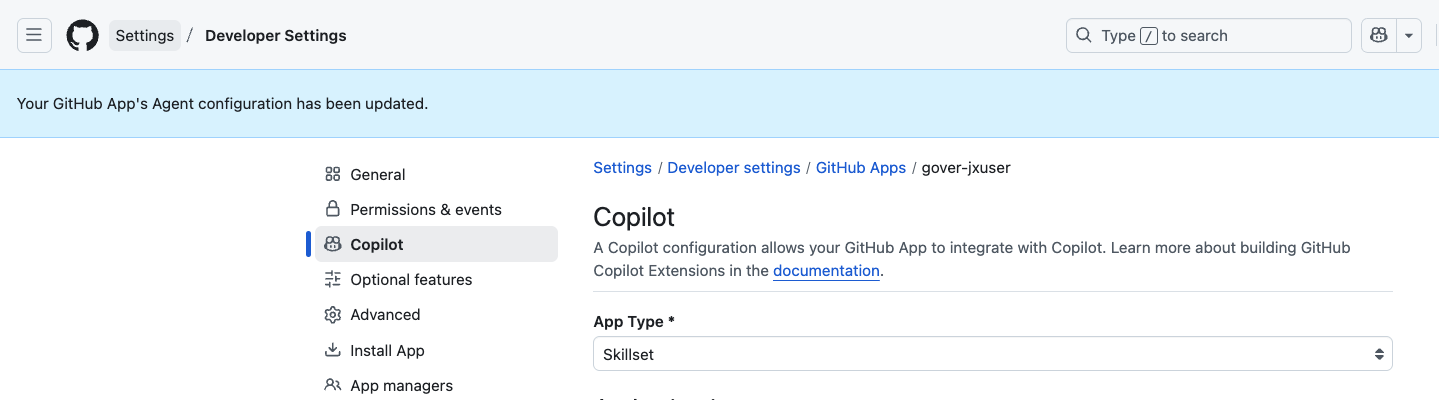 Settings / Developer Settings
Type / to search
Your GitHub App's Agent configuration has been updated.
General
Permissions & events
Copilot
Optional features
Advanced
Install App
App managers
Settings / Developer settings / GitHub Apps / gover-jxuser
Copilot
A Copilot configuration allows your GitHub App to integrate with Copilot. Learn more about building GitHub
Copilot Extensions in the documentation.
App Type *
Skillset